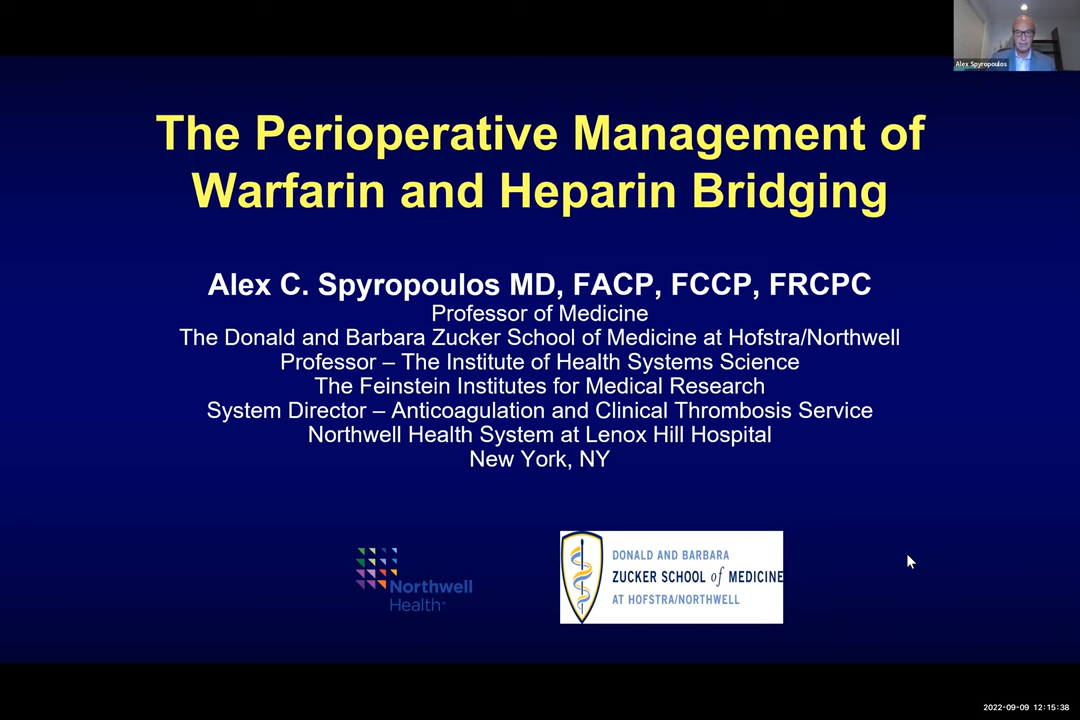 Alex Spyropoulos
The Perioperative Management of
Warfarin and Heparin Bridging
Alex C. Spyropoulos MD, FACP, FCCP, FRCPC
Professor of Medicine
The Donald and Barbara Zucker School of Medicine at Hofstra/Northwell
Professor – The Institute of Health Systems Science
The Feinstein Institutes for Medical Research
System Director – Anticoagulation and Clinical Thrombosis Service
Northwell Health System at Lenox Hill Hospital
New York, NY
Northwell
Health
DONALD AND BARBARA
ZUCKER SCHOOL of MEDICINE
AT HOFSTRA/NORTHWELL
2022-09-09 12:15:38